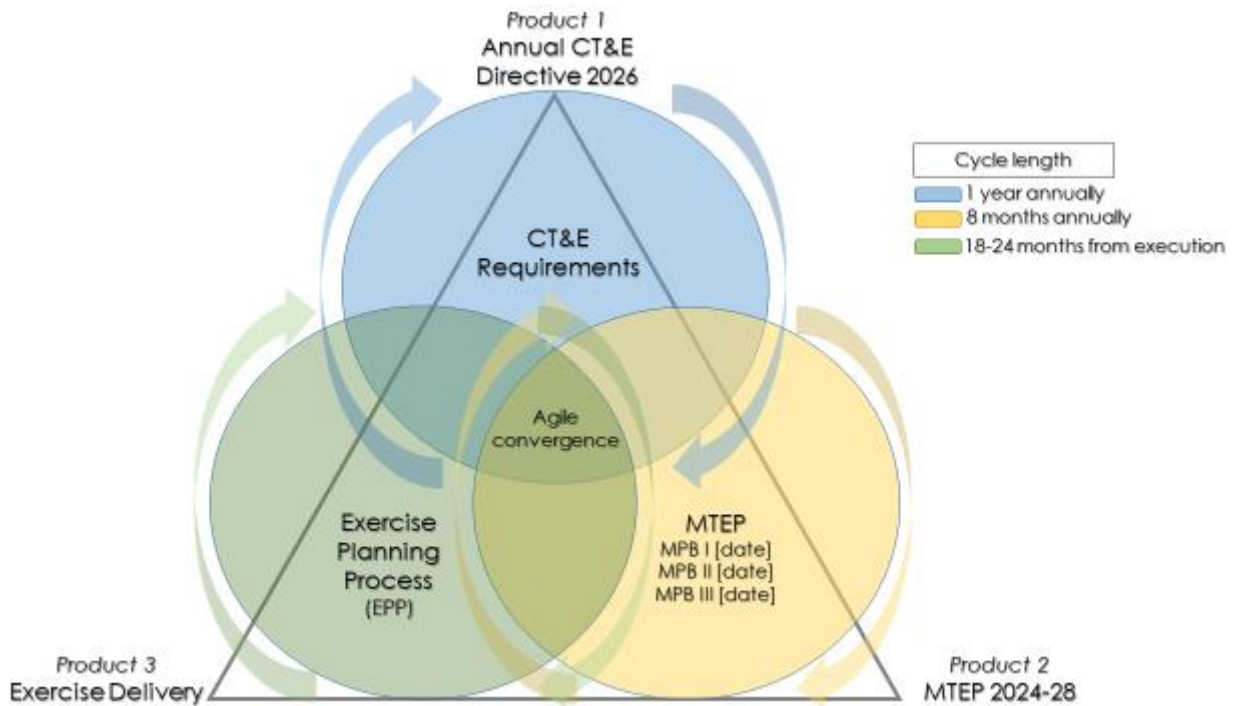 Product 1
Annual CT&E
Directive 2026
Cycle length
1 year annually
8 months annually
18-24 months from execution
CT&E
Requirements
Agile
convergence
Exercise
Planning
Process
(EPP)
MTEP
MPB I [date]
MPB II [date]
MPB III [date]
Product 3
Exercise Delivery
Product 2
MTEP 2024-28